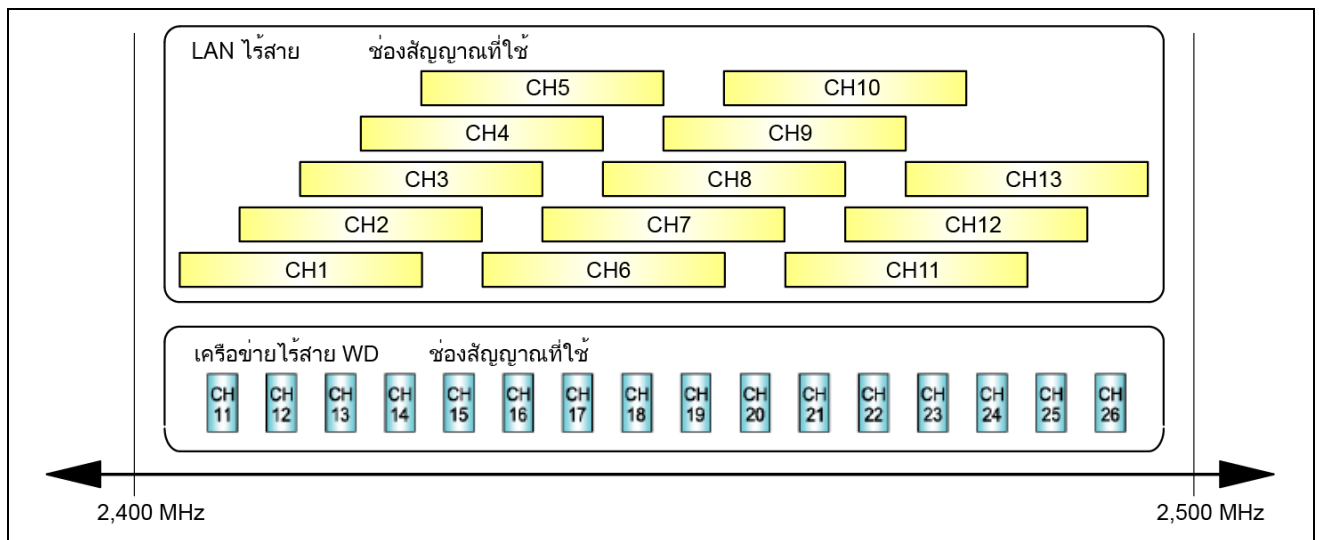 LAN ไร้สาย ช่องสัญญาณที่ใช้
CH5 CH10
CH4 CH9
CH3 CH8 CH13
CH2 CH7 CH12
CH1 CH6 CH11
เครือข่ายไร้สาย WD ช่องสัญญาณที่ใช้
CH CH CH CH CH CH CH CH CH CH CH CH CH CH CH CH
11 12 13 14 15 16 17 18 19 20 21 22 23 24 25 26
2,400 MHz 2,500 MHz